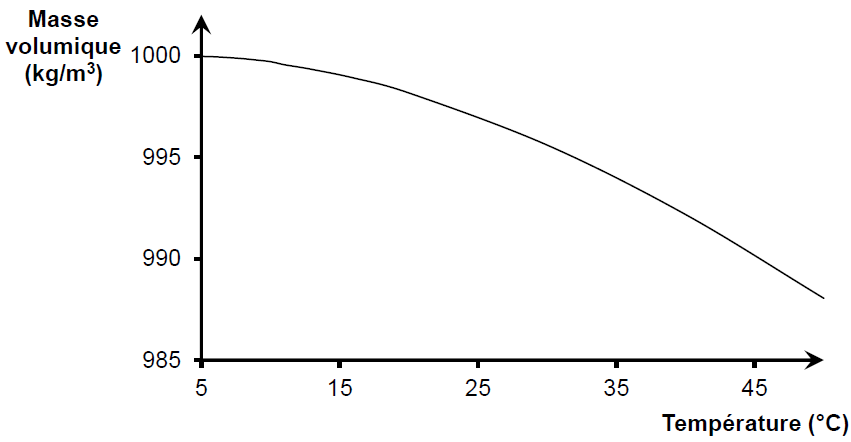 Masse
volumique
(kg/m³)
1000
995
990
985
5 15 25 35 45
Température (°C)